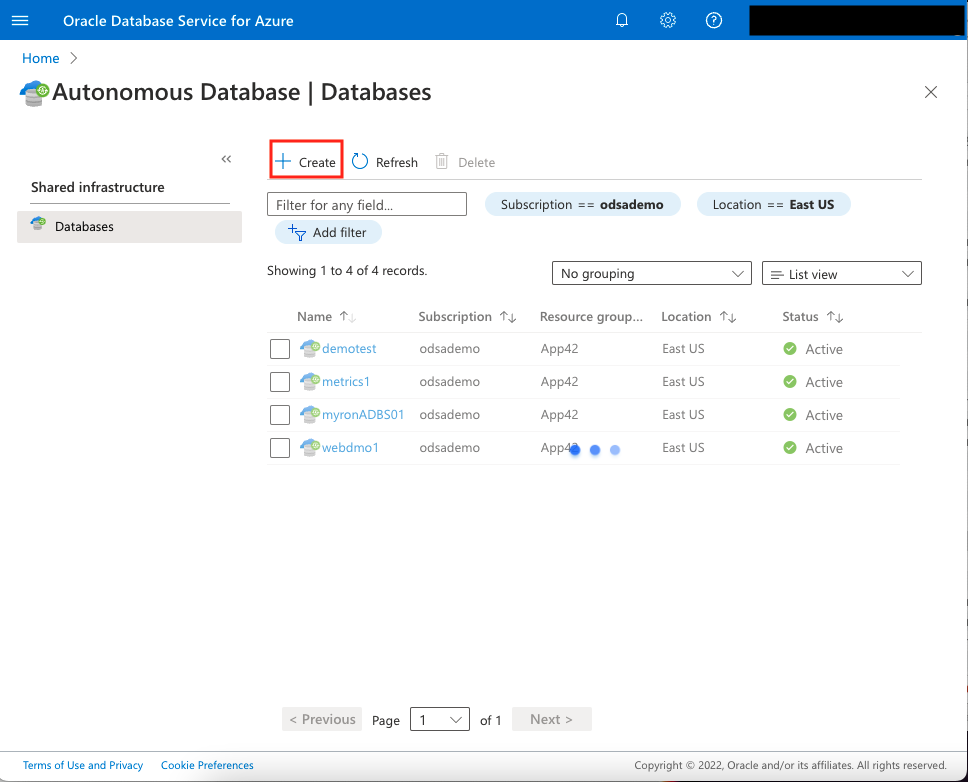 Oracle Database Service for Azure
Home
Autonomous Database | Databases
Create Refresh Delete
Shared infrastructure
Filter for any field... Subscription == odsademo Location == East US
Databases
Add filter
Showing 1 to 4 of 4 records. No grouping List view
Name Subscription Resource group... Location Status
demotest odsademo App42 East US Active
metrics1 odsademo App42 East US Active
myronADBS01 odsademo App42 East US Active
webdmo1 odsademo App42 East US Active
< Previous Page 1 of 1 Next >
Terms of Use and Privacy Cookie Preferences Copyright © 2022, Oracle and/or its affiliates. All rights reserved.